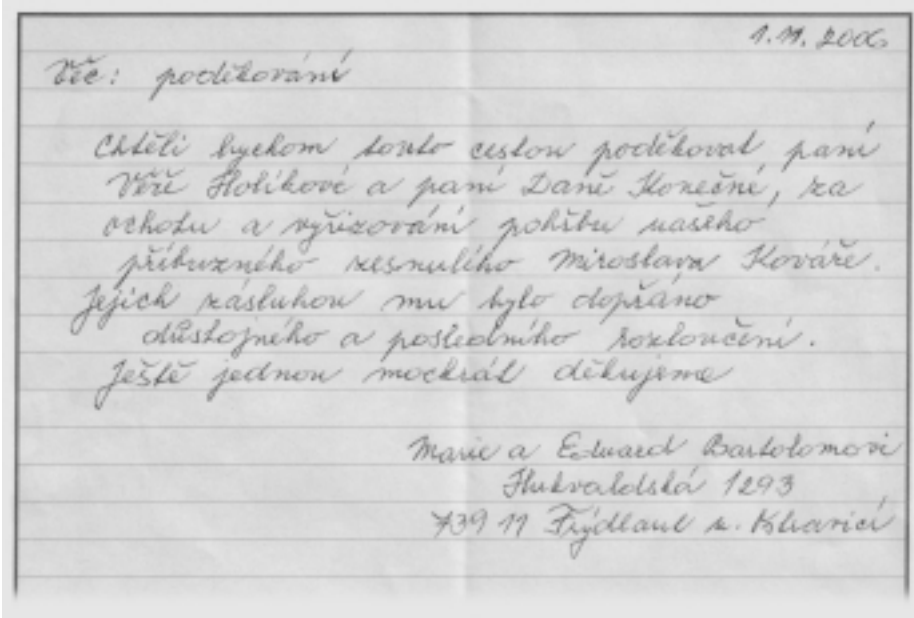 1.11.2006
Věc: poděkování
Chtěli bychom touto cestou poděkovat paní
Věře Holíkové a paní Daně Konečné, za
ochotu a vyřizování pohřbu našeho
příbuzného zesnulého Miroslava Kováře.
Jejich zásluhou mu bylo dopřáno
důstojného a posledního rozloučení.
Ještě jednou mockrát děkujeme
Marie a Eduard Bartolomovi
Hukvaldská 1293
739 11 Frýdlant n. Ostravicí